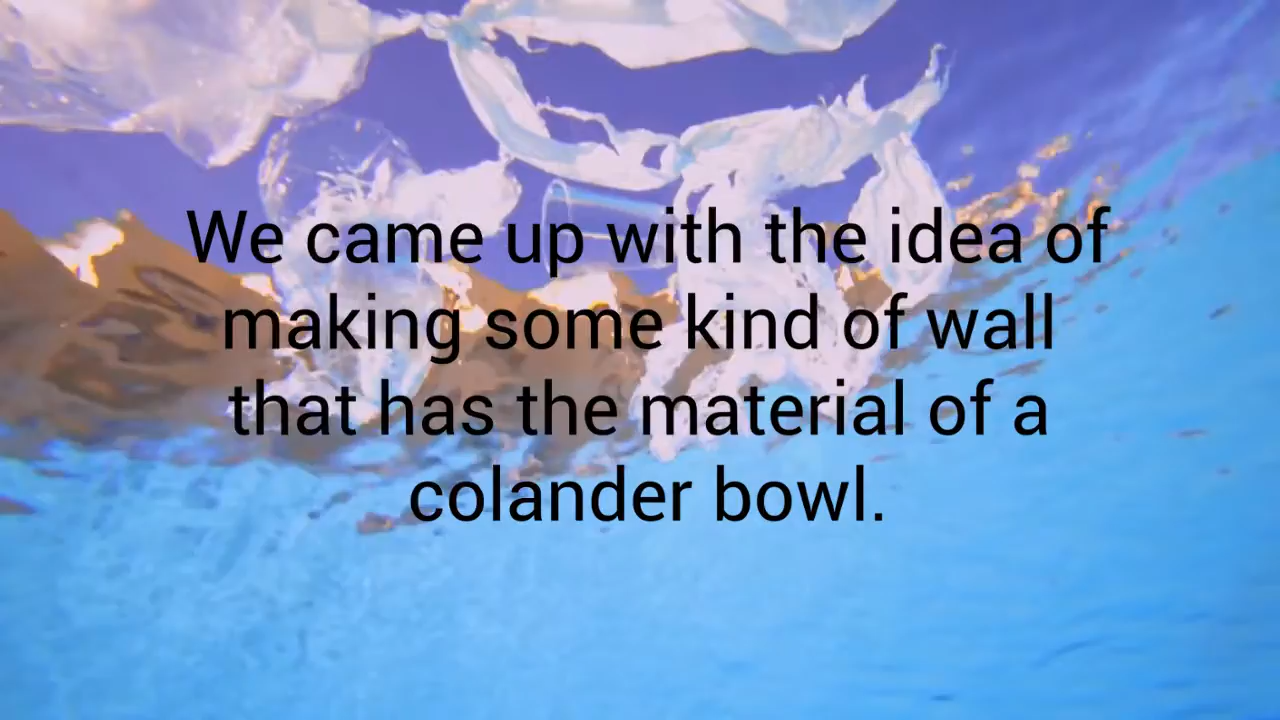 We came up with the idea of
making some kind of wall
that has the material of a
colander bowl.